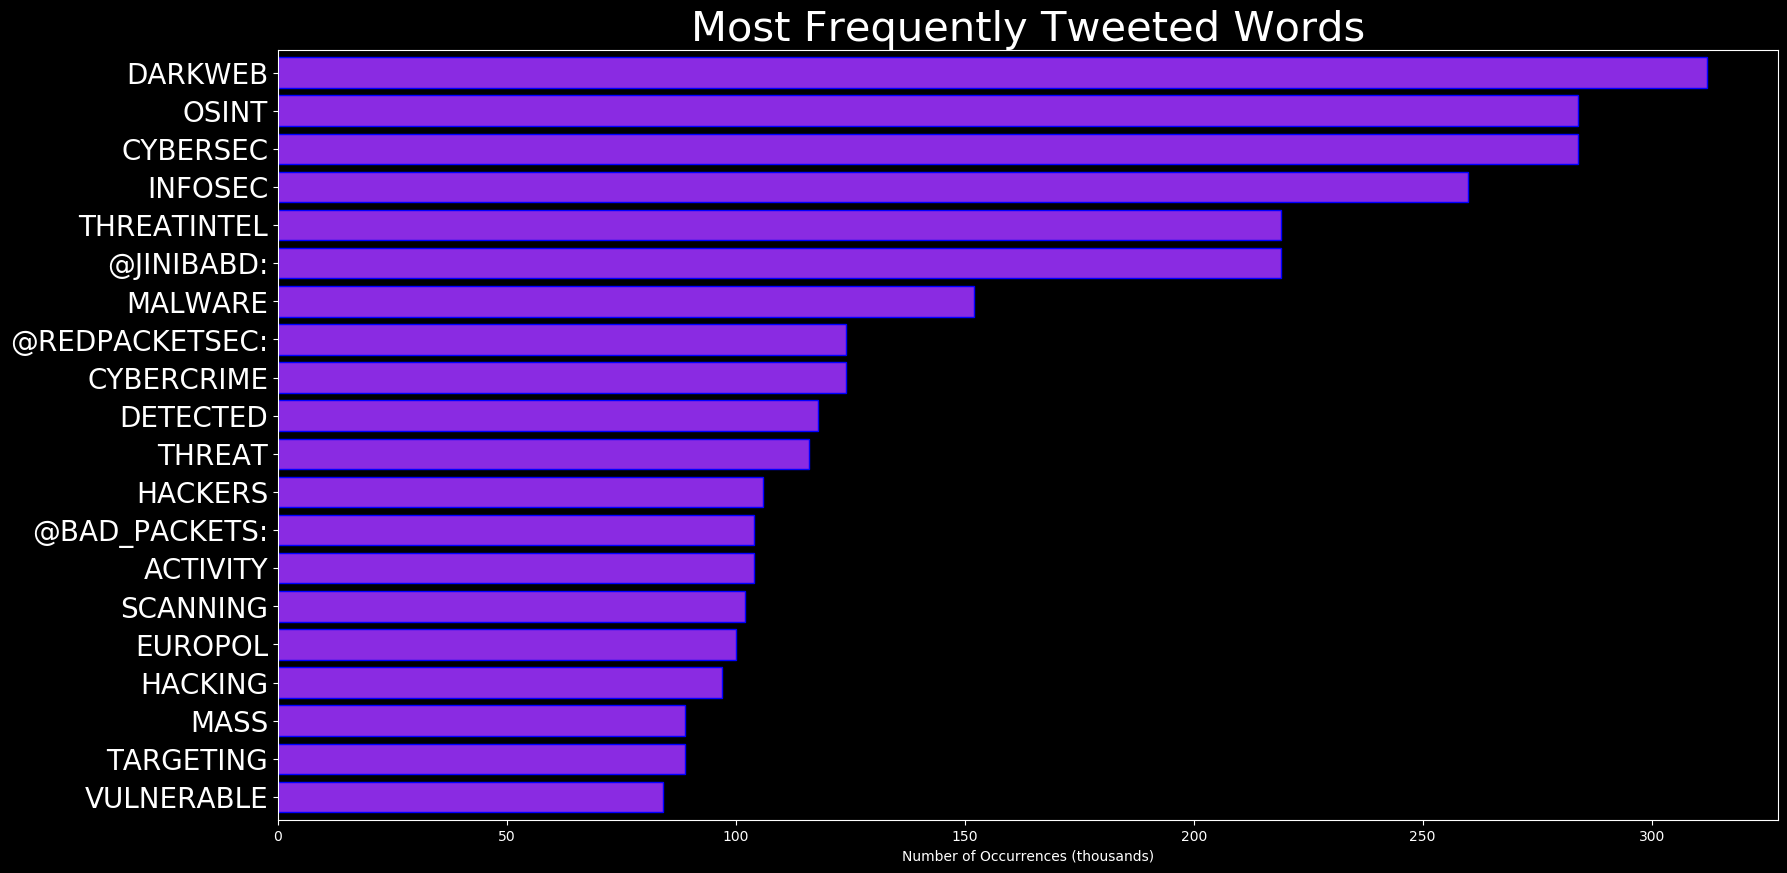 Most Frequently Tweeted Words
DARKWEB
OSINT
CYBERSEC
INFOSEC
THREATINTEL
@JINIBABD:
MALWARE
@REDPACKETSEC:
CYBERCRIME
DETECTED
THREAT
HACKERS
@BAD_PACKETS:
ACTIVITY
SCANNING
EUROPOL
HACKING
MASS
TARGETING
VULNERABLE
0 50 100 150 200 250 300
Number of Occurrences (thousands)